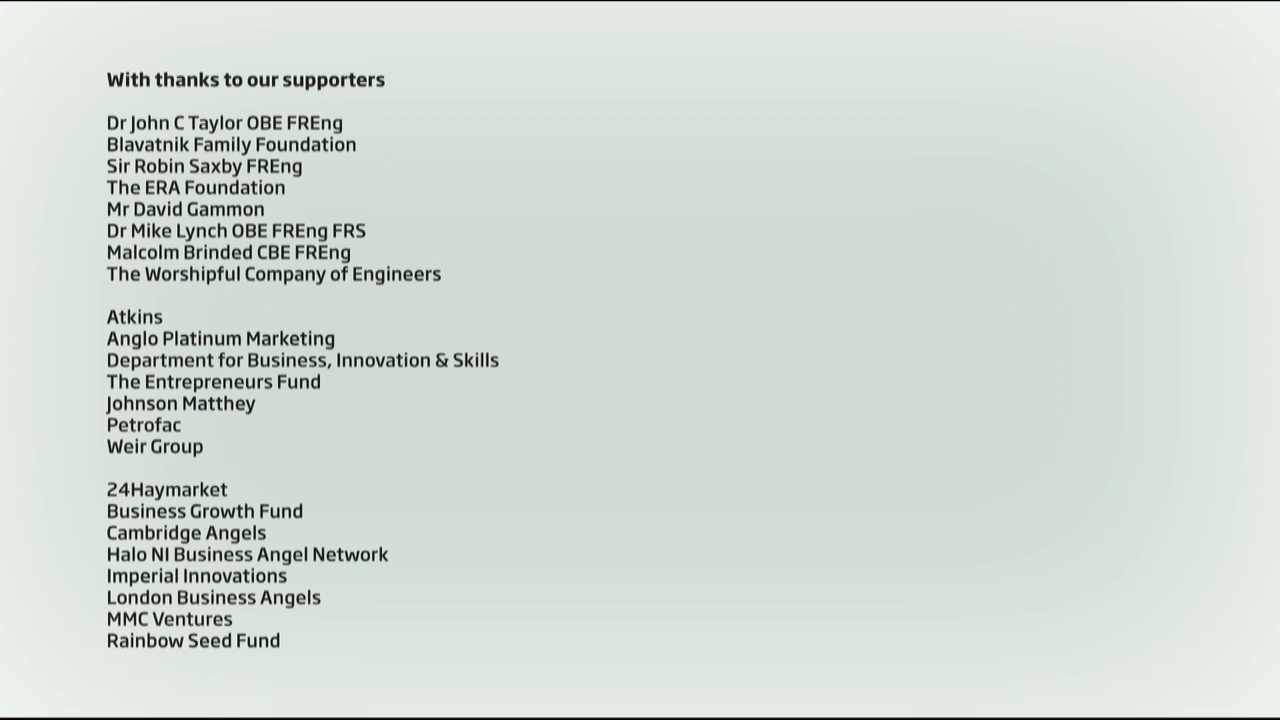 With thanks to our supporters
Dr John C Taylor OBE FREng
Blavatnik Family Foundation
Sir Robin Saxby FREng
The ERA Foundation
Mr David Gammon
Dr Mike Lynch OBE FREng FRS
Malcolm Brinded CBE FREng
The Worshipful Company of Engineers
Atkins
Anglo Platinum Marketing
Department for Business, Innovation & Skills
The Entrepreneurs Fund
Johnson Matthey
Petrofac
Weir Group
24Haymarket
Business Growth Fund
Cambridge Angels
Halo NI Business Angel Network
Imperial Innovations
London Business Angels
MMC Ventures
Rainbow Seed Fund